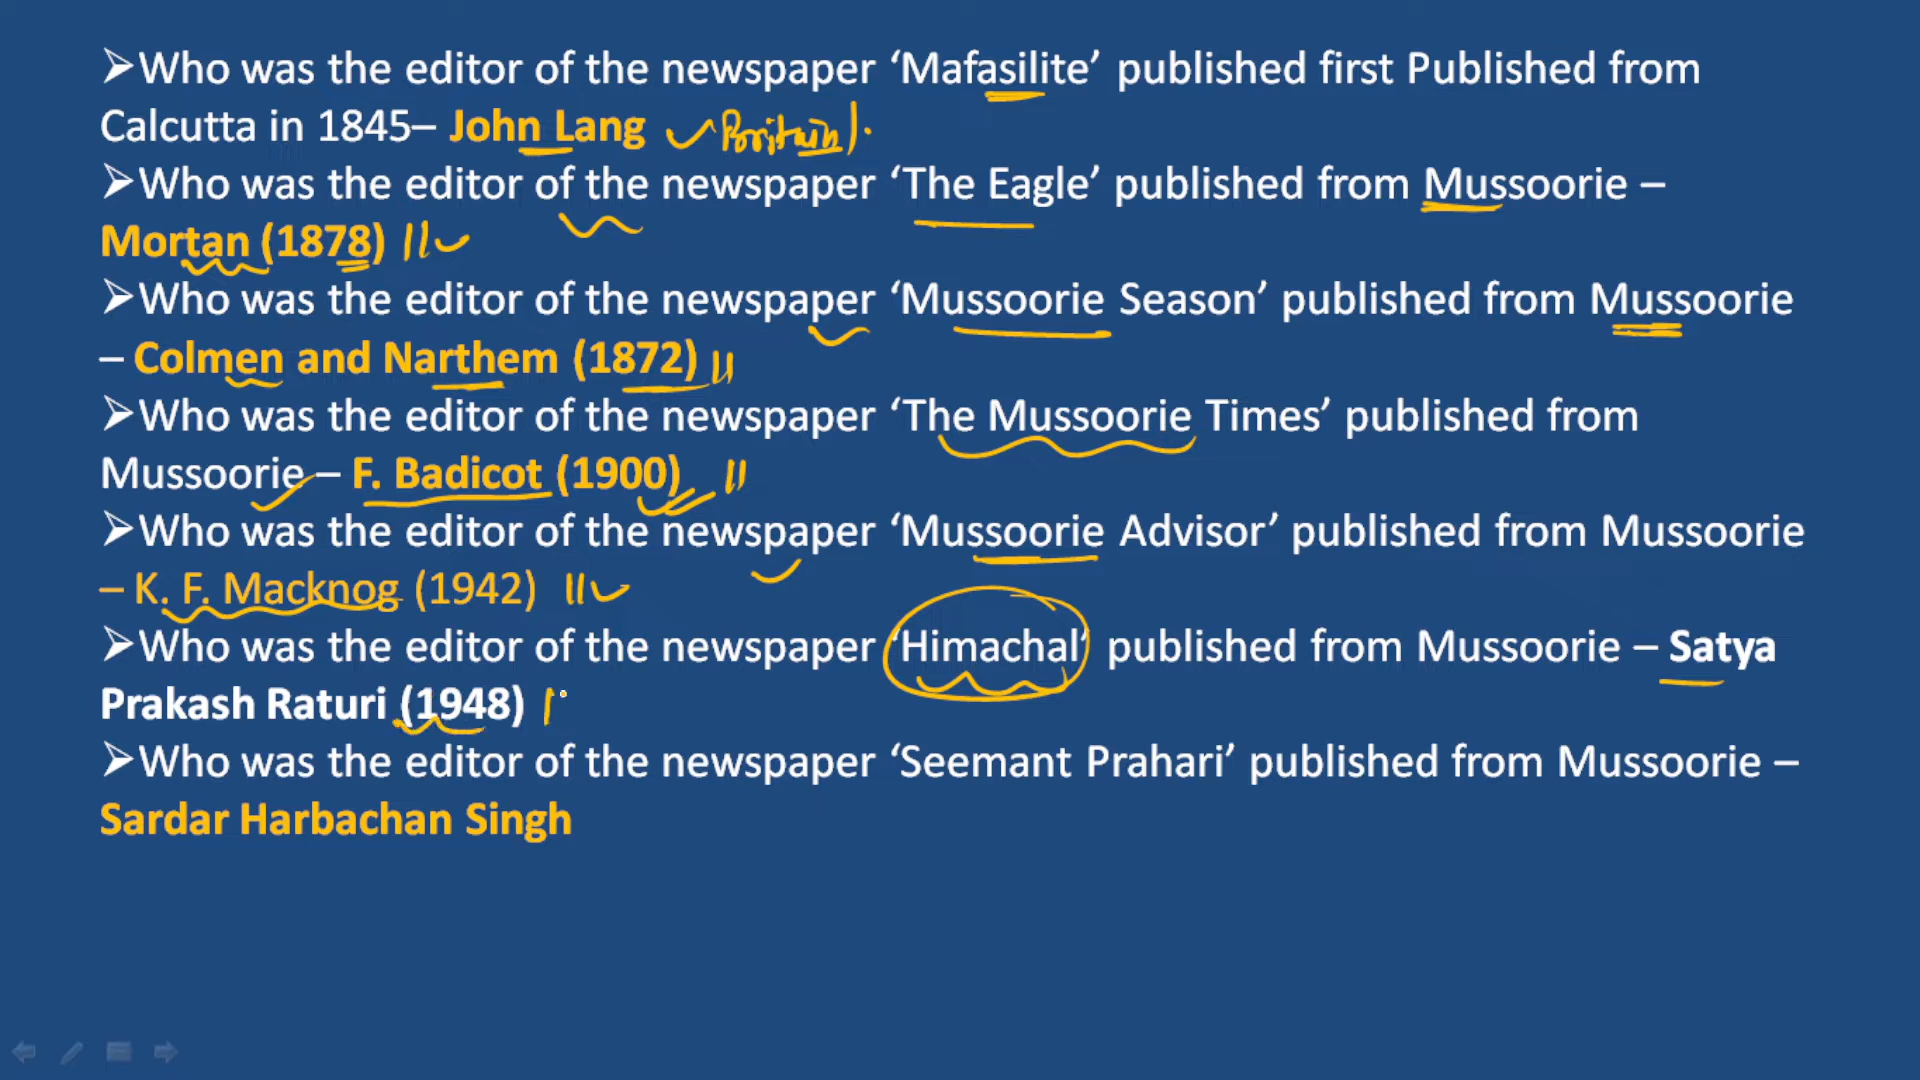 ➢Who was the editor of the newspaper ‘Mafasilite’ published first Published from
Calcutta in 1845– John Lang
➢Who was the editor of the newspaper ‘The Eagle’ published from Mussoorie –
Mortan (1878)
➢Who was the editor of the newspaper ‘Mussoorie Season’ published from Mussoorie
– Colmen and Narthem (1872)
➢Who was the editor of the newspaper ‘The Mussoorie Times’ published from
Mussoorie – F. Badicot (1900)
➢Who was the editor of the newspaper ‘Mussoorie Advisor’ published from Mussoorie
– K. F. Macknog (1942)
➢Who was the editor of the newspaper ‘Himachal’ published from Mussoorie – Satya
Prakash Raturi (1948)
➢Who was the editor of the newspaper ‘Seemant Prahari’ published from Mussoorie –
Sardar Harbachan Singh